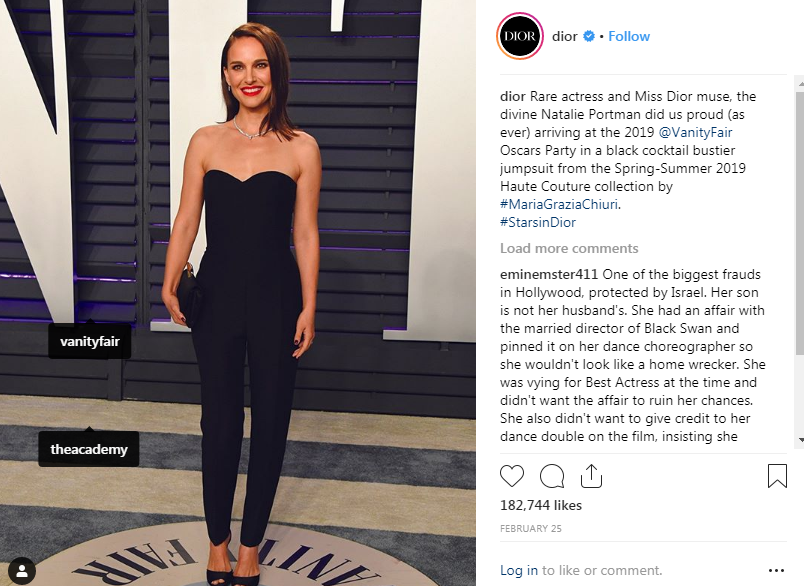 DIOR
dior • Follow
dior Rare actress and Miss Dior muse, the
divine Natalie Portman did us proud (as
ever) arriving at the 2019 @VanityFair
Oscars Party in a black cocktail bustier
jumpsuit from the Spring-Summer 2019
Haute Couture collection by
#MariaGraziaChiuri.
#StarsinDior
Load more comments
eminemster411 One of the biggest frauds
in Hollywood, protected by Israel. Her son
is not her husband's. She had an affair with
the married director of Black Swan and
pinned it on her dance choreographer so
she wouldn't look like a home wrecker. She
was vying for Best Actress at the time and
didn't want the affair to ruin her chances.
She also didn't want to give credit to her
dance double on the film, insisting she
182,744 likes
FEBRUARY 25
Log in to like or comment.
vanityfair
theacademy
VANIT
FAIR